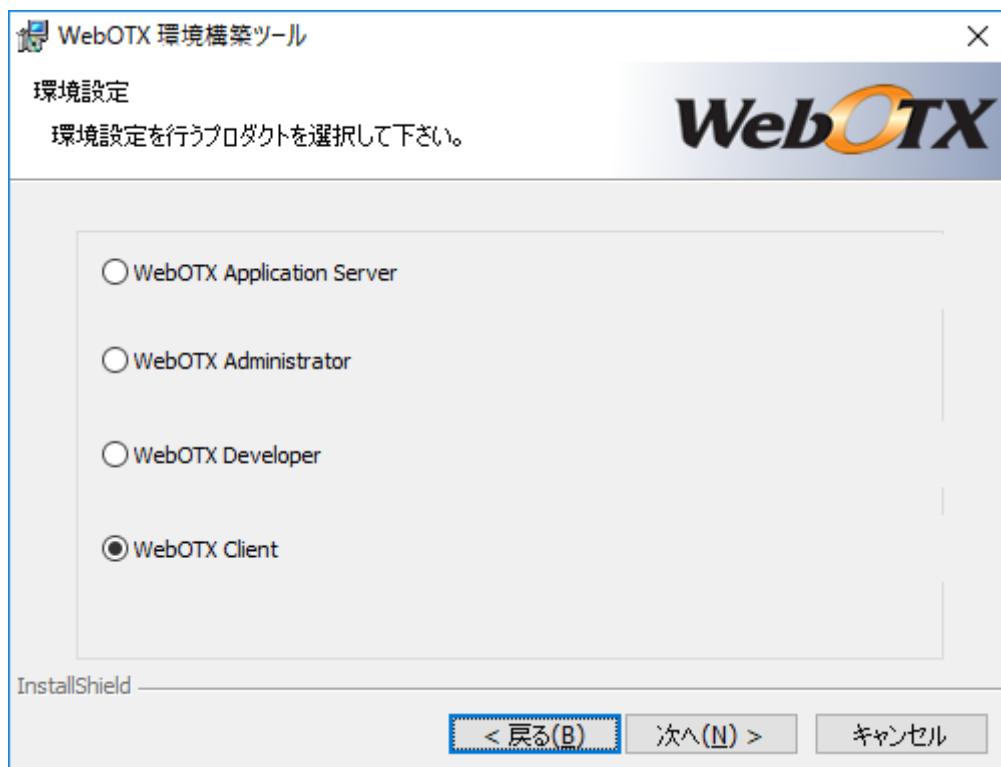 WebOTX 環境構築ツール
環境設定
環境設定を行うプロダクトを選択して下さい。
WebOTX
WebOTX Application Server
WebOTX Administrator
WebOTX Developer
WebOTX Client
InstallShield
< 戻る(B)
次へ(N) >
キャンセル